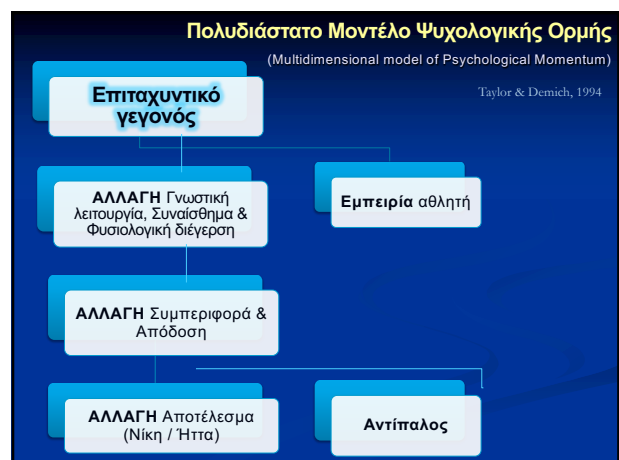 Πολυδιάστατο Μοντέλο Ψυχολογικής Ορμής
(Multidimensional model of Psychological Momentum)
Taylor & Demich, 1994
Επιταχυντικό
γεγονός
ΑΛΛΑΓΗ Γνωστική
λειτουργία, Συναίσθημα &
Φυσιολογική διέγερση
Εμπειρία αθλητή
ΑΛΛΑΓΗ Συμπεριφορά &
Απόδοση
ΑΛΛΑΓΗ Αποτέλεσμα
(Νίκη / Ήττα)
Αντίπαλος